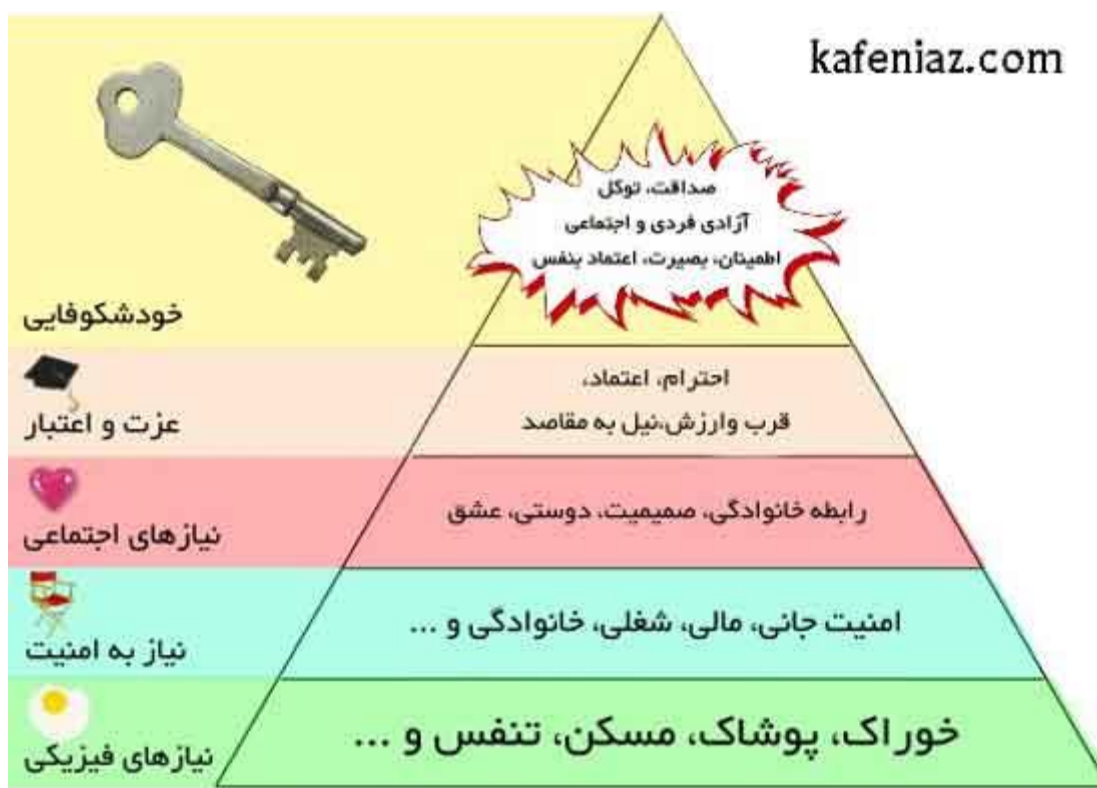 kafeniaz.com
صداقت، توکل
آزادی فردی و اجتماعی
اطمینان، بصیرت، اعتماد بنفس
خودشکوفایی
احترام، اعتماد،
قرب وارزش،نیل به مقاصد
عزت و اعتبار
رابطه خانوادگی، صمیمیت، دوستی، عشق
نیازهای اجتماعی
امنیت جانی، مالی، شغلی، خانوادگی و ...
نیاز به امنیت
خوراک، پوشاک، مسکن، تنفس و ...
نیازهای فیزیکی